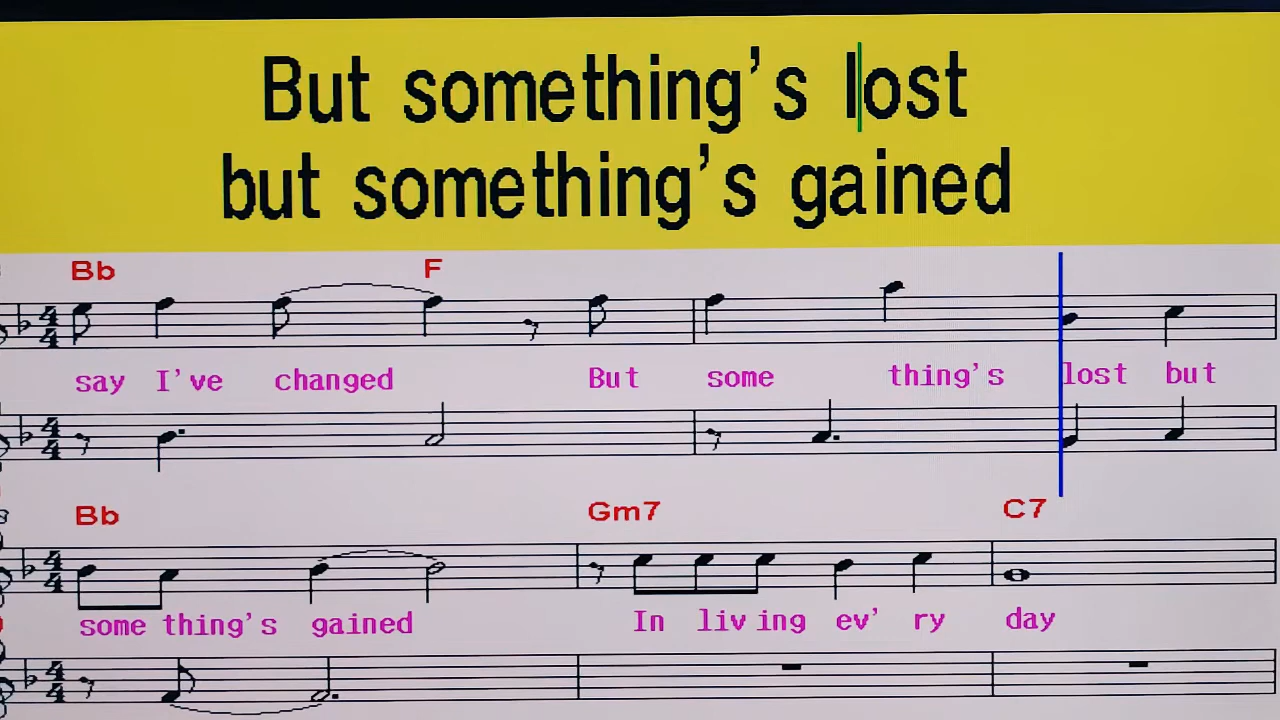 But something's lost
but something's gained
Bb F
say I've changed But some thing's lost but
Bb Gm7 C7
some thing's gained In liv ing ev' ry day